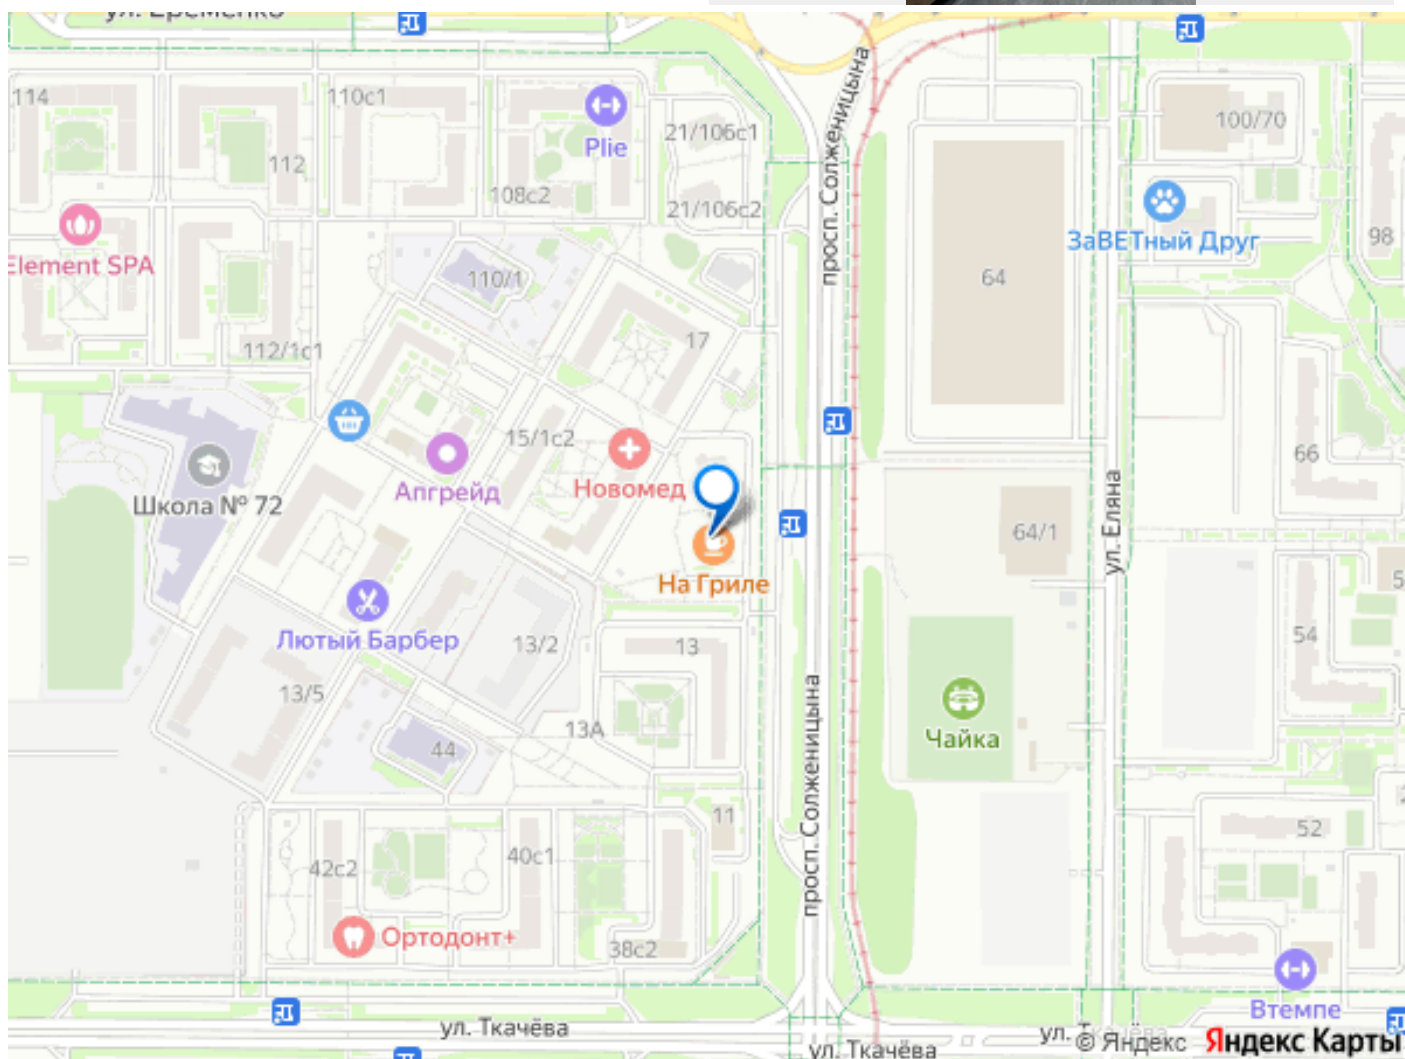 ул. Еременко
114
110с1
Plie
21/106с1
просп. Солженицына
100/70
112
108с2
21/106с2
ЗаВЕТный Друг
98
Element SPA
110/1
64
17
112/1с1
15/1с2
Новомед
66
Апгрейд
Школа № 72
64/1
ул. Еляна
На Гриле
Лютый Барбер
13/2
13
54
13/5
13А
44
Чайка
просп. Солженицына
11
52
42с2
40с1
Ортодонт+
38с2
Втемпе
ул. Ткачёва
ул. Ткачёва
ул. Ткачёва
© Яндекс Яндекс Карты